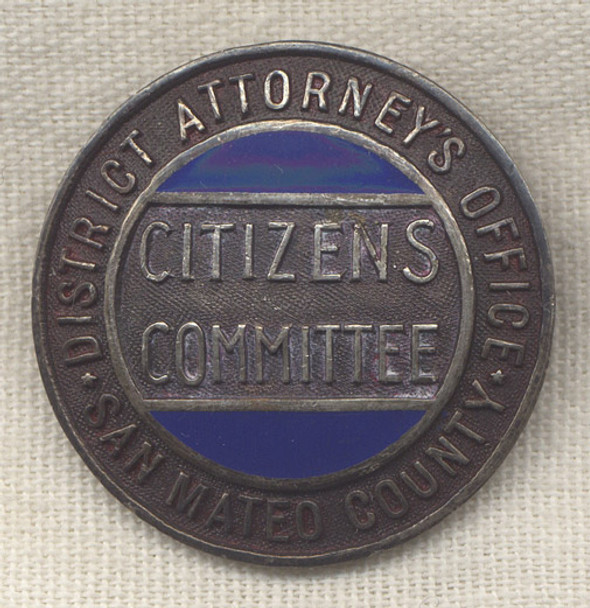 DISTRICT ATTORNEY'S OFFICE
CITIZENS
COMMITTEE
SAN MATEO COUNTY